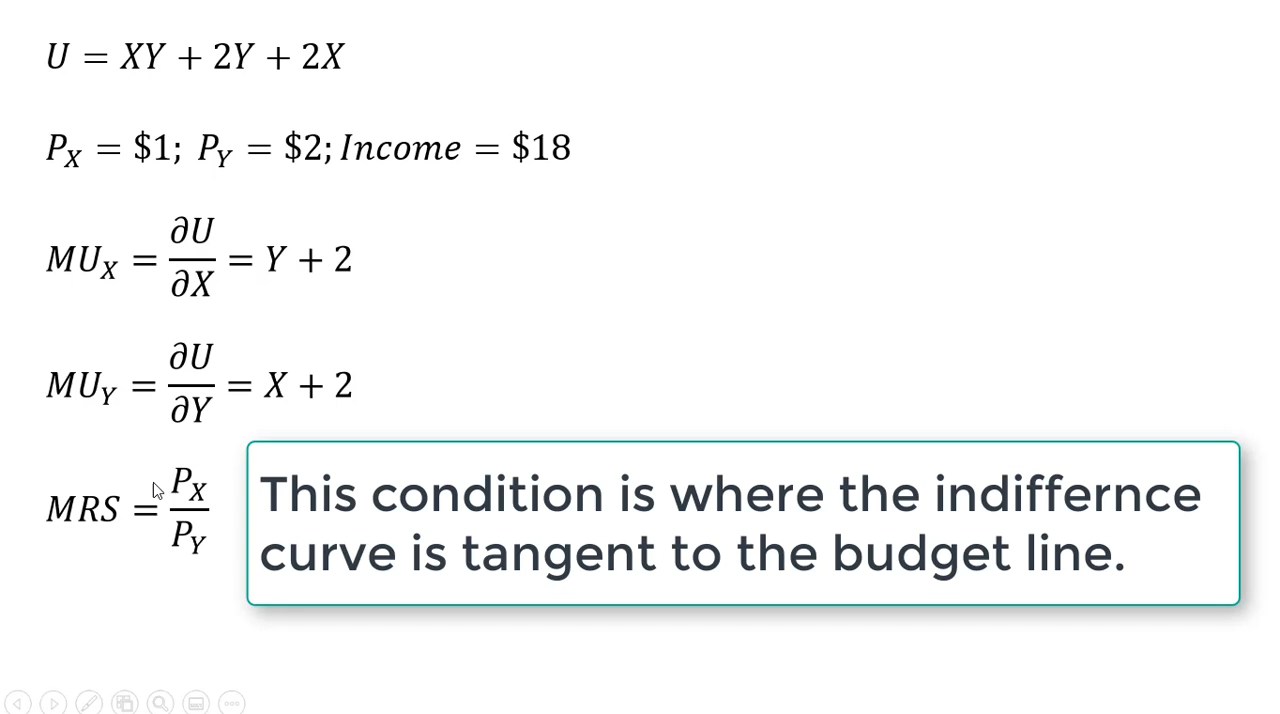 U = XY + 2Y + 2X
P_X = $1; P_Y = $2; Income = $18
MU_X = ∂U/∂X = Y + 2
MU_Y = ∂U/∂Y = X + 2
MRS = P_X/P_Y
This condition is where the indiffernce
curve is tangent to the budget line.